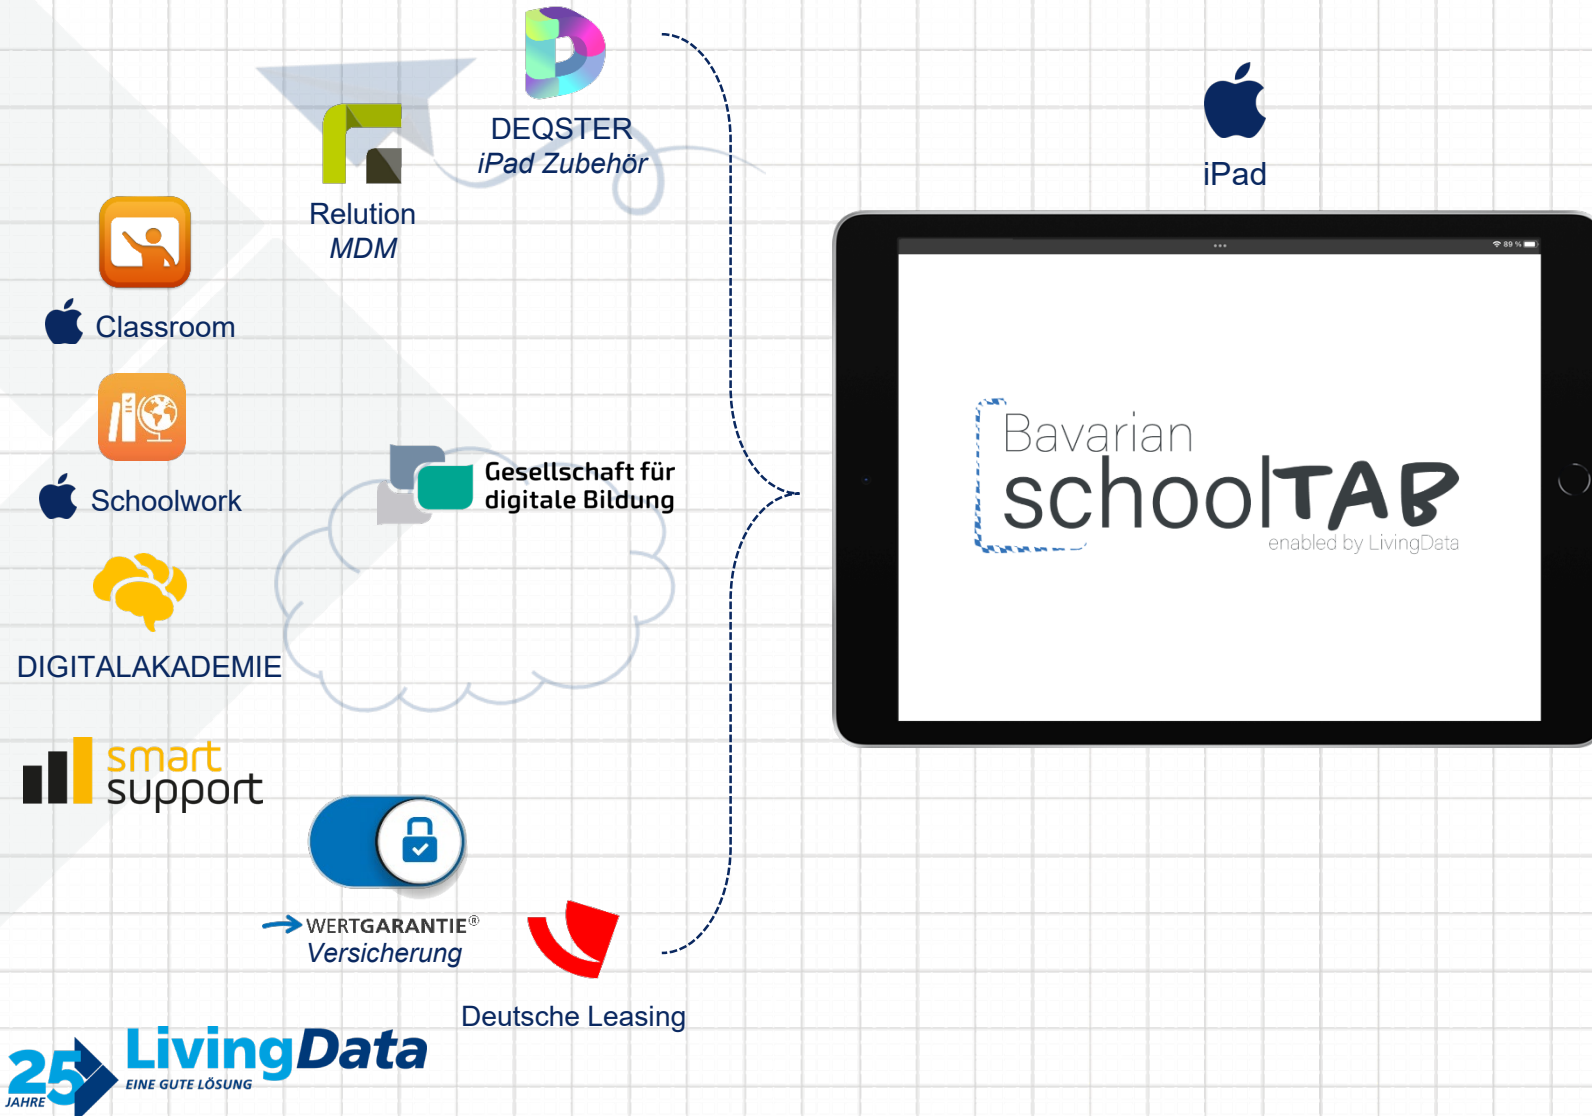 DEQSTER
iPad Zubehör
Relution
MDM
Classroom
Schoolwork
DIGITALAKADEMIE
smart
support
Gesellschaft für
digitale Bildung
WERTGARANTIE®
Versicherung
Deutsche Leasing
25
JAHRE
LivingData
EINE GUTE LÖSUNG
iPad
89 %
Bavarian
schoolTAB
enabled by LivingData